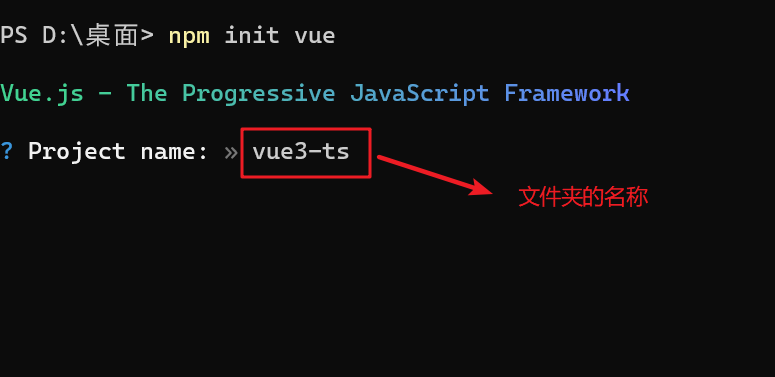 PS D:\桌面> npm init vue
Vue.js - The Progressive JavaScript Framework
? Project name: » vue3-ts
文件夹的名称